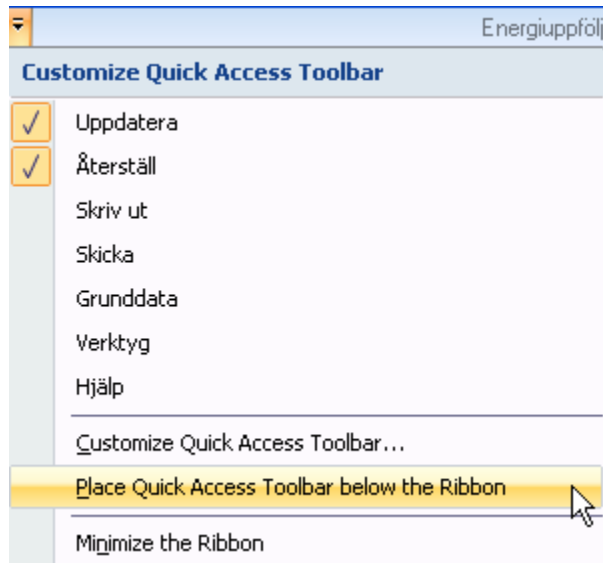 Energiuppföl
Customize Quick Access Toolbar
Uppdatera
Återställ
Skriv ut
Skicka
Grunddata
Verktyg
Hjälp
Customize Quick Access Toolbar...
Place Quick Access Toolbar below the Ribbon
Minimize the Ribbon